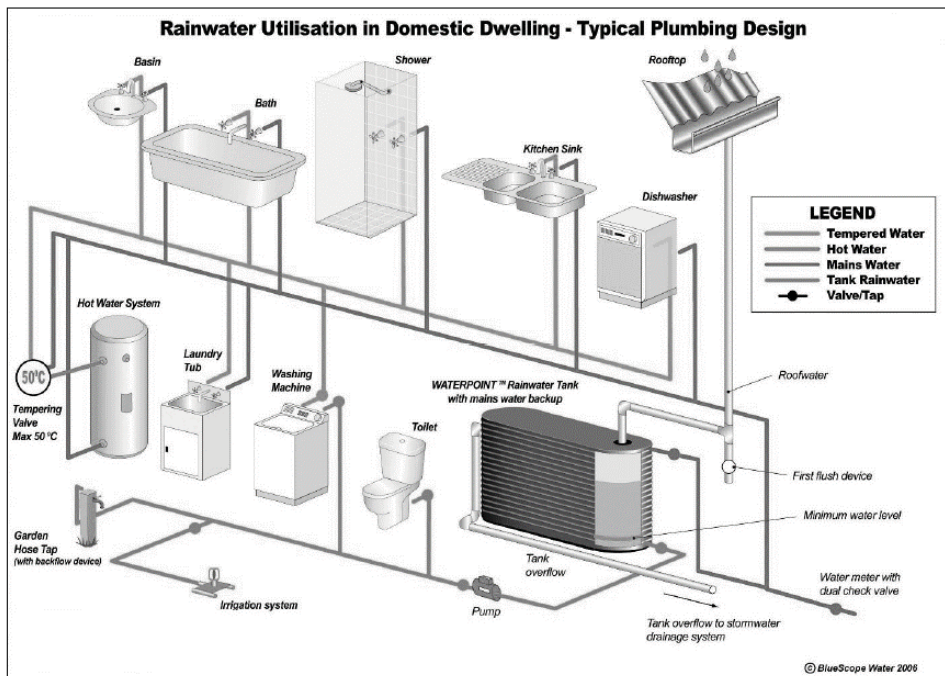 Rainwater Utilisation in Domestic Dwelling - Typical Plumbing Design
Basin
Bath
Shower
Rooftop
Kitchen Sink
Dishwasher
LEGEND
Tempered Water
Hot Water
Mains Water
Tank Rainwater
Valve/Tap
Hot Water System
50°C
Tempering
Valve
Max 50 °C
Laundry
Tub
Washing
Machine
Toilet
WATERPOINT ™ Rainwater Tank
with mains water backup
Roofwater
First flush device
Minimum water level
Garden
Hose Tap
(with backflow device)
Irrigation system
Pump
Tank
overflow
Tank overflow to stormwater
drainage system
Water meter with
dual check valve
© BlueScope Water 2006